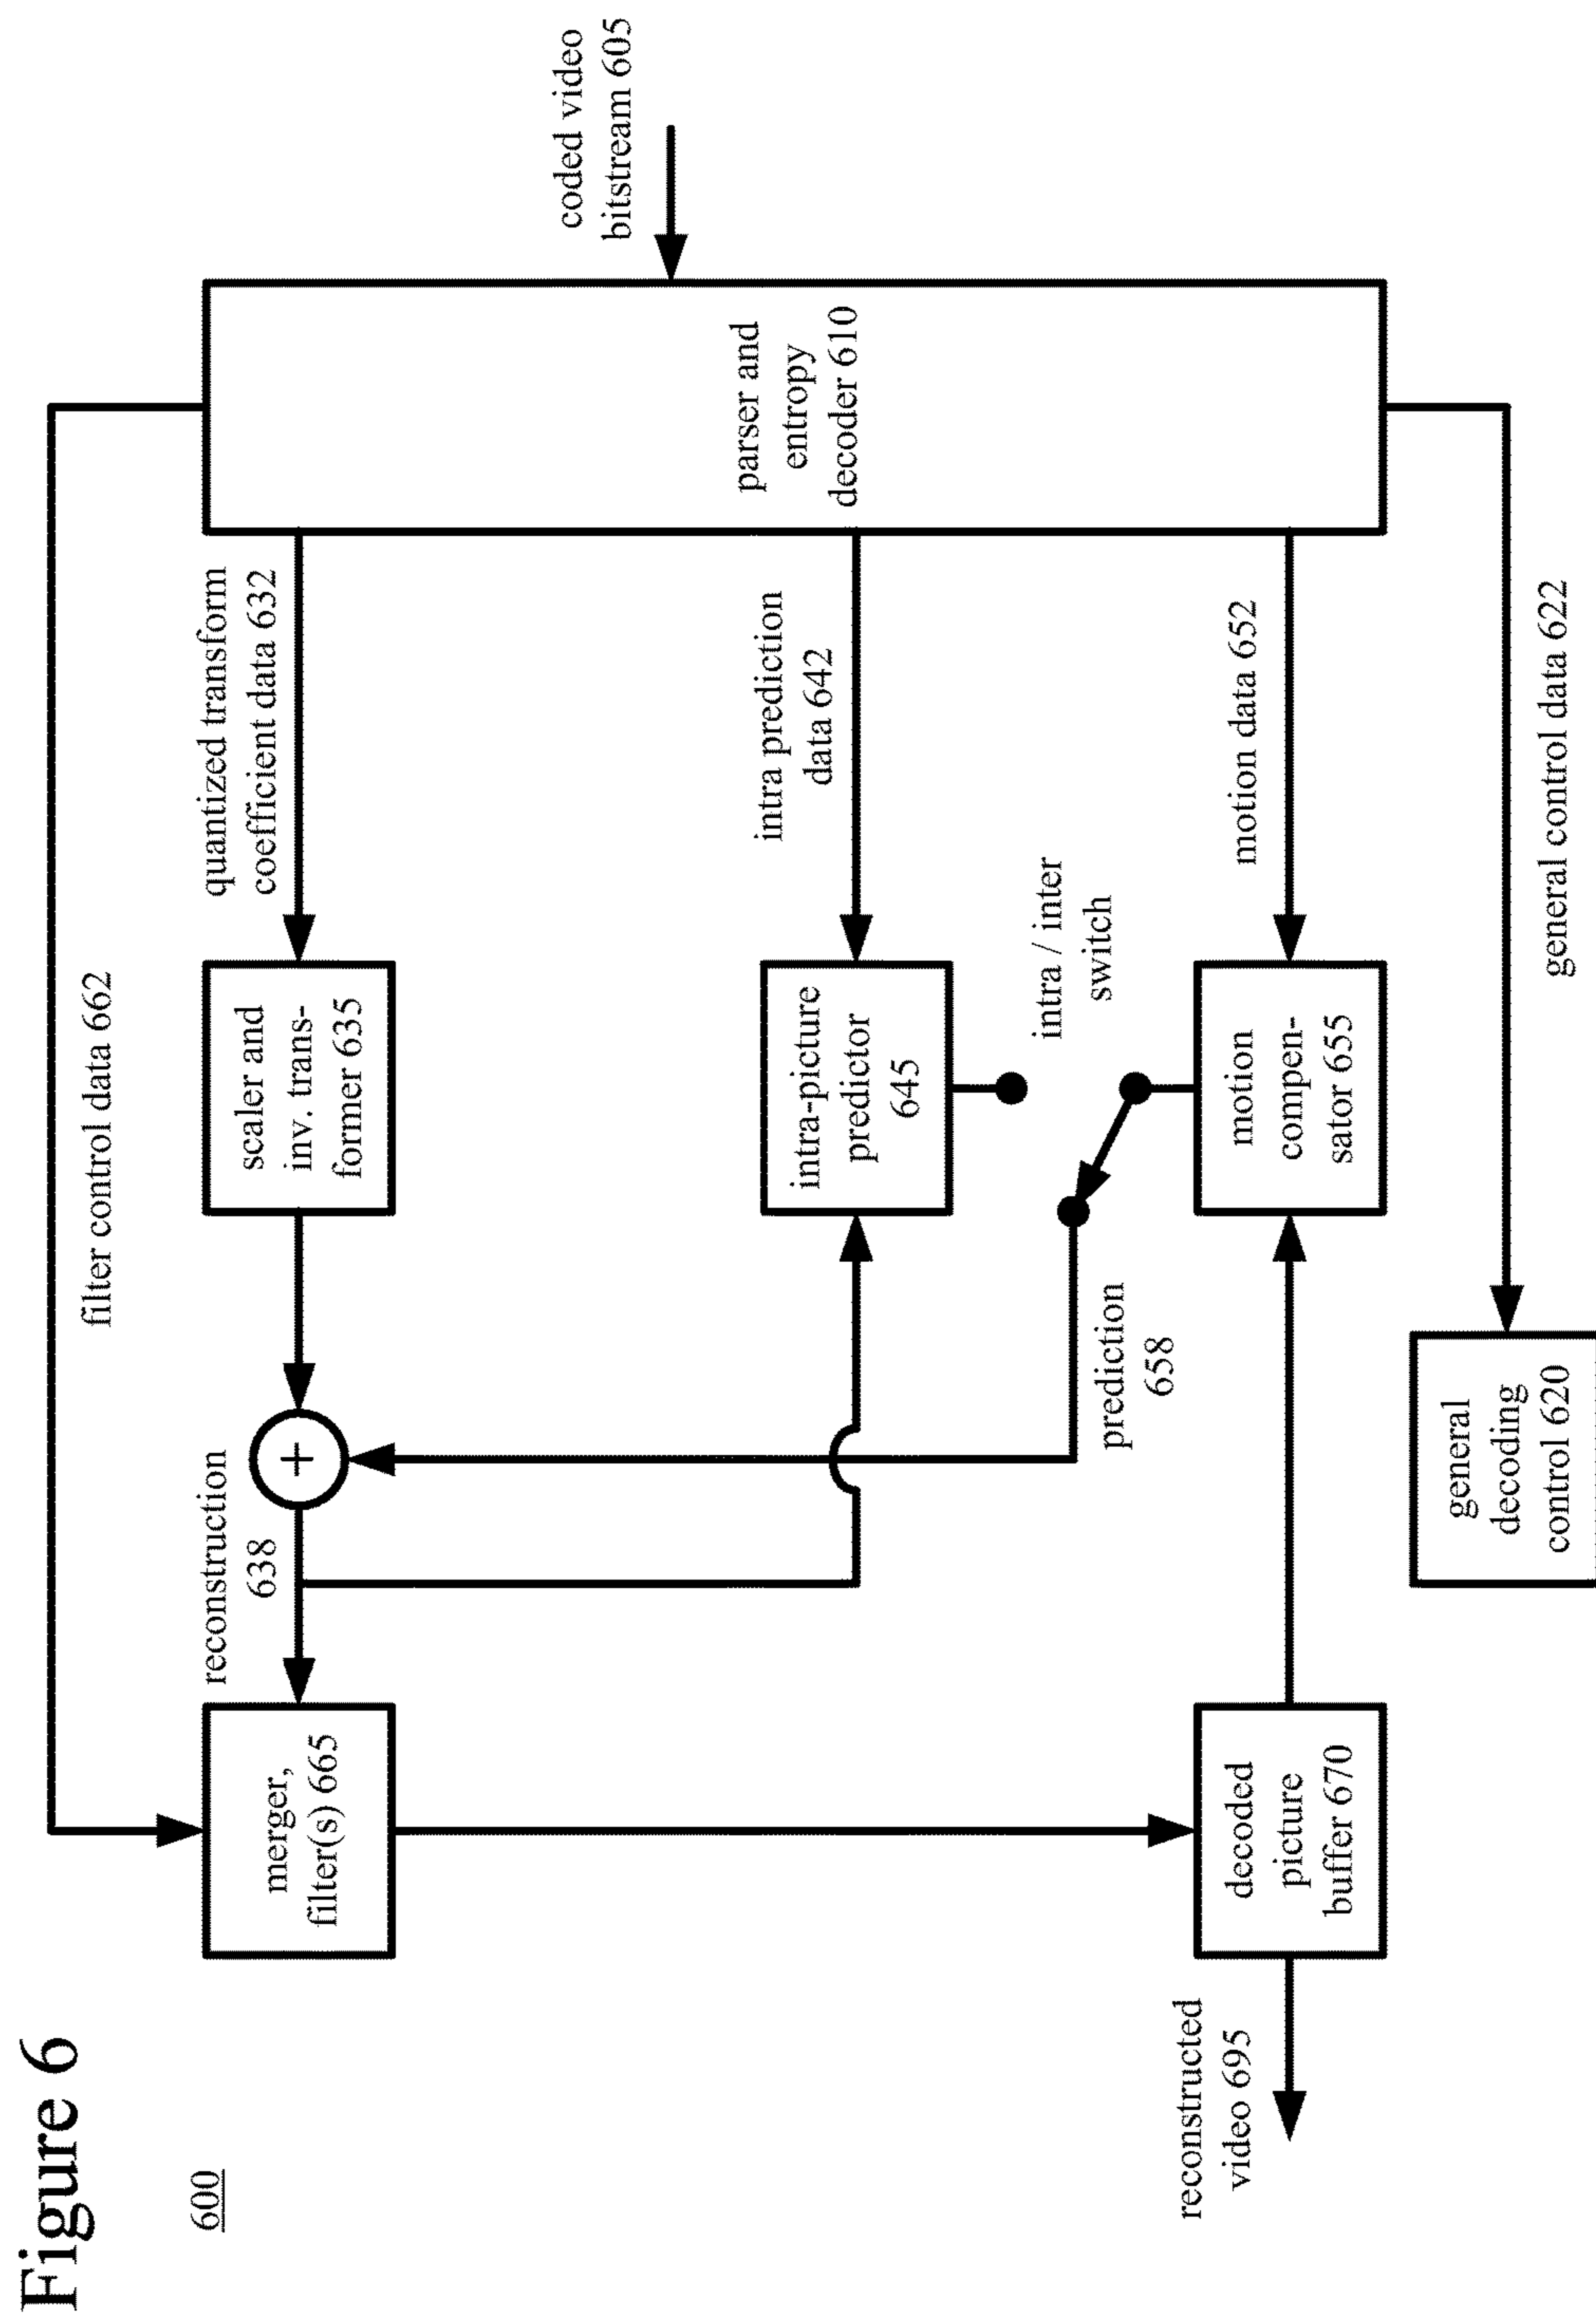 Figure 6
600
coded video
bitstream 605
parser and
entropy
decoder 610
filter control data 662
quantized transform
coefficient data 632
scaler and
inv. trans-
former 635
intra prediction
data 642
intra-picture
predictor
645
motion data 652
motion
compen-
sator 655
intra / inter
switch
general control data 622
general
decoding
control 620
prediction
658
+
reconstruction
638
merger,
filter(s) 665
decoded
picture
buffer 670
reconstructed
video 695